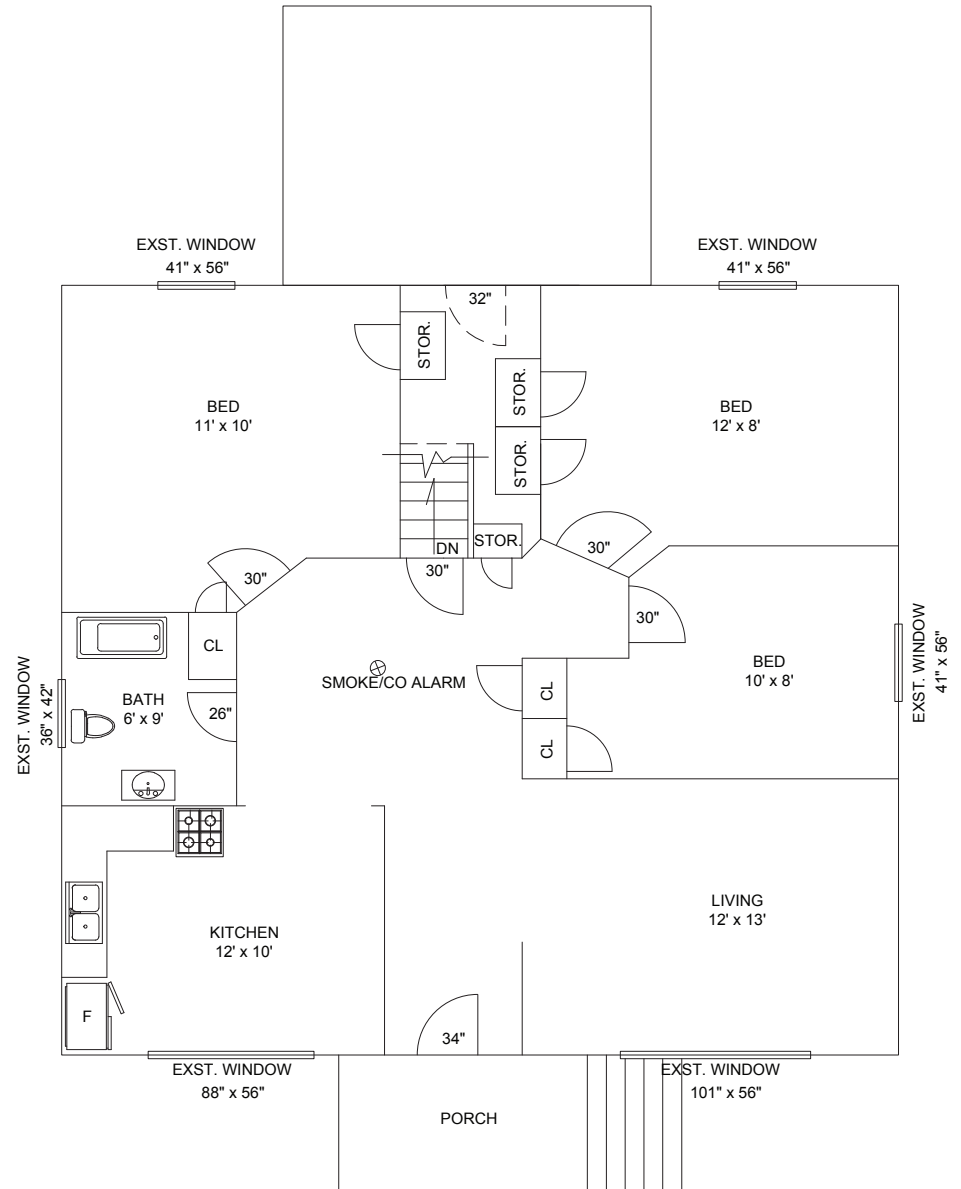 EXST. WINDOW
41" x 56"
EXST. WINDOW
41" x 56"
32"
STOR.
STOR.
BED
11' x 10'
BED
12' x 8'
STOR.
DN
STOR.
30"
30"
30"
30"
CL
EXST. WINDOW
36" x 42"
BATH
6' x 9'
26"
SMOKE/CO ALARM
CL
BED
10' x 8'
EXST. WINDOW
41" x 56"
CL
KITCHEN
12' x 10'
LIVING
12' x 13'
F
34"
EXST. WINDOW
88" x 56"
EXST. WINDOW
101" x 56"
PORCH